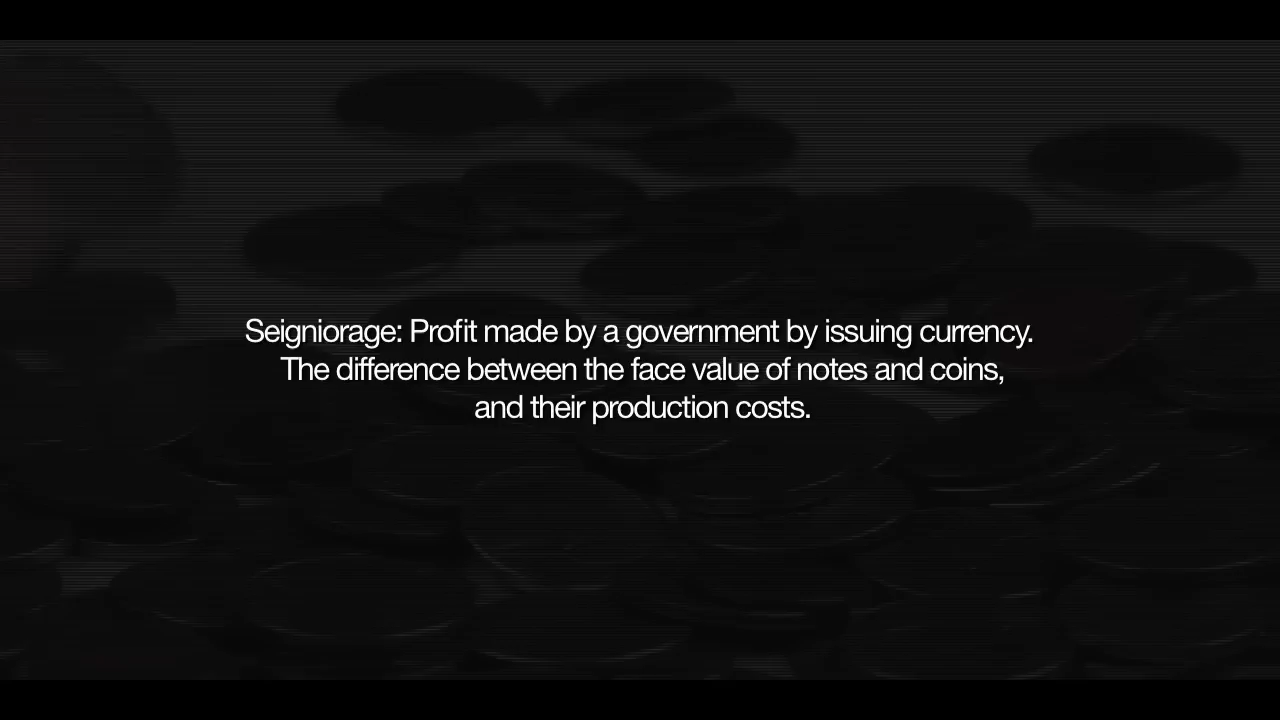 Seigniorage: Profit made by a government by issuing currency.
The difference between the face value of notes and coins,
and their production costs.